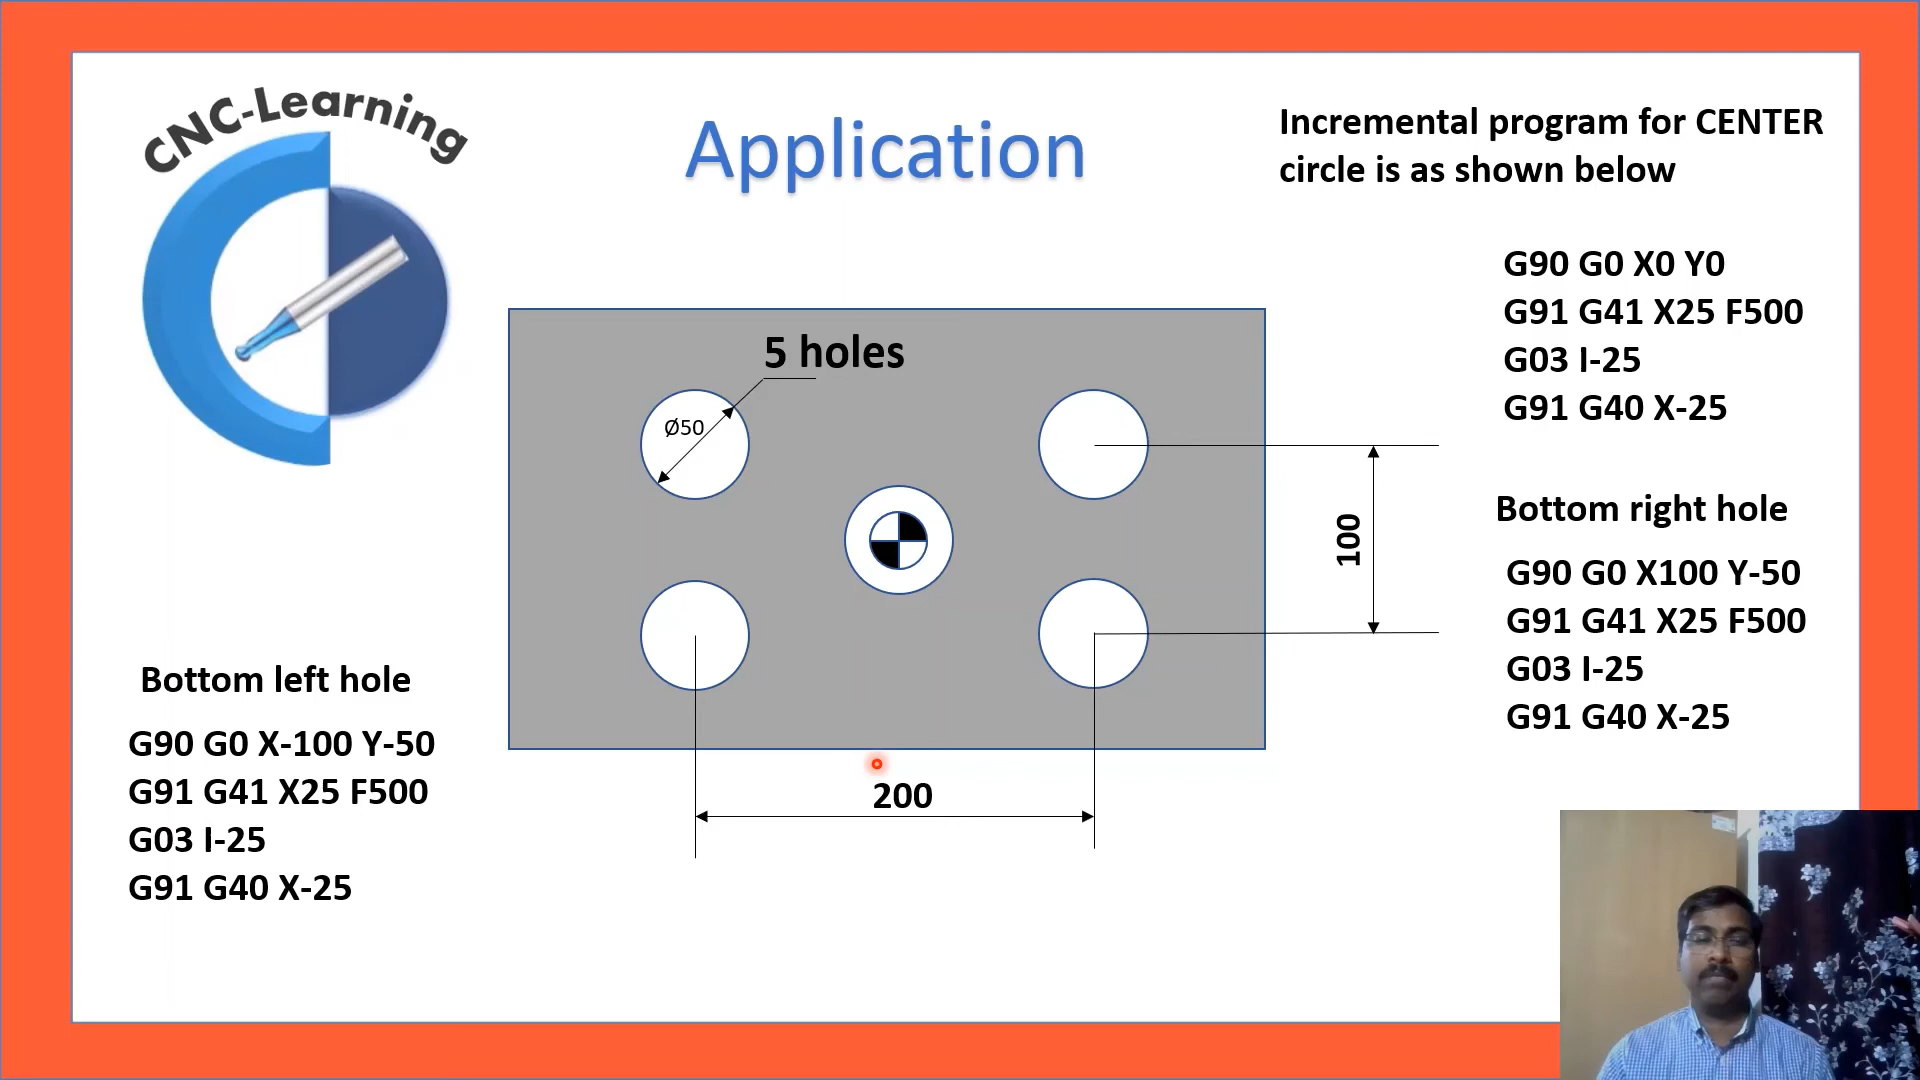 CNC-Learning
Application
Incremental program for CENTER
circle is as shown below
G90 G0 X0 Y0
G91 G41 X25 F500
G03 I-25
G91 G40 X-25
5 holes
Ø50
100
Bottom right hole
G90 G0 X100 Y-50
G91 G41 X25 F500
G03 I-25
G91 G40 X-25
Bottom left hole
G90 G0 X-100 Y-50
G91 G41 X25 F500
G03 I-25
G91 G40 X-25
200